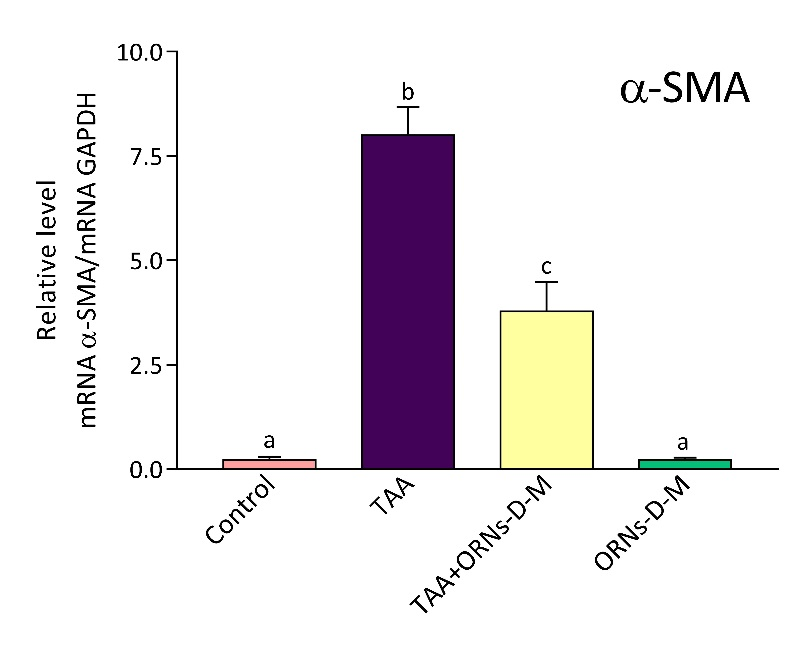 α-SMA
Relative level
mRNA α-SMA/mRNA GAPDH
10.0
7.5
5.0
2.5
0.0
a
b
c
a
Control
TAA
TAA+ORNs-D-M
ORNs-D-M